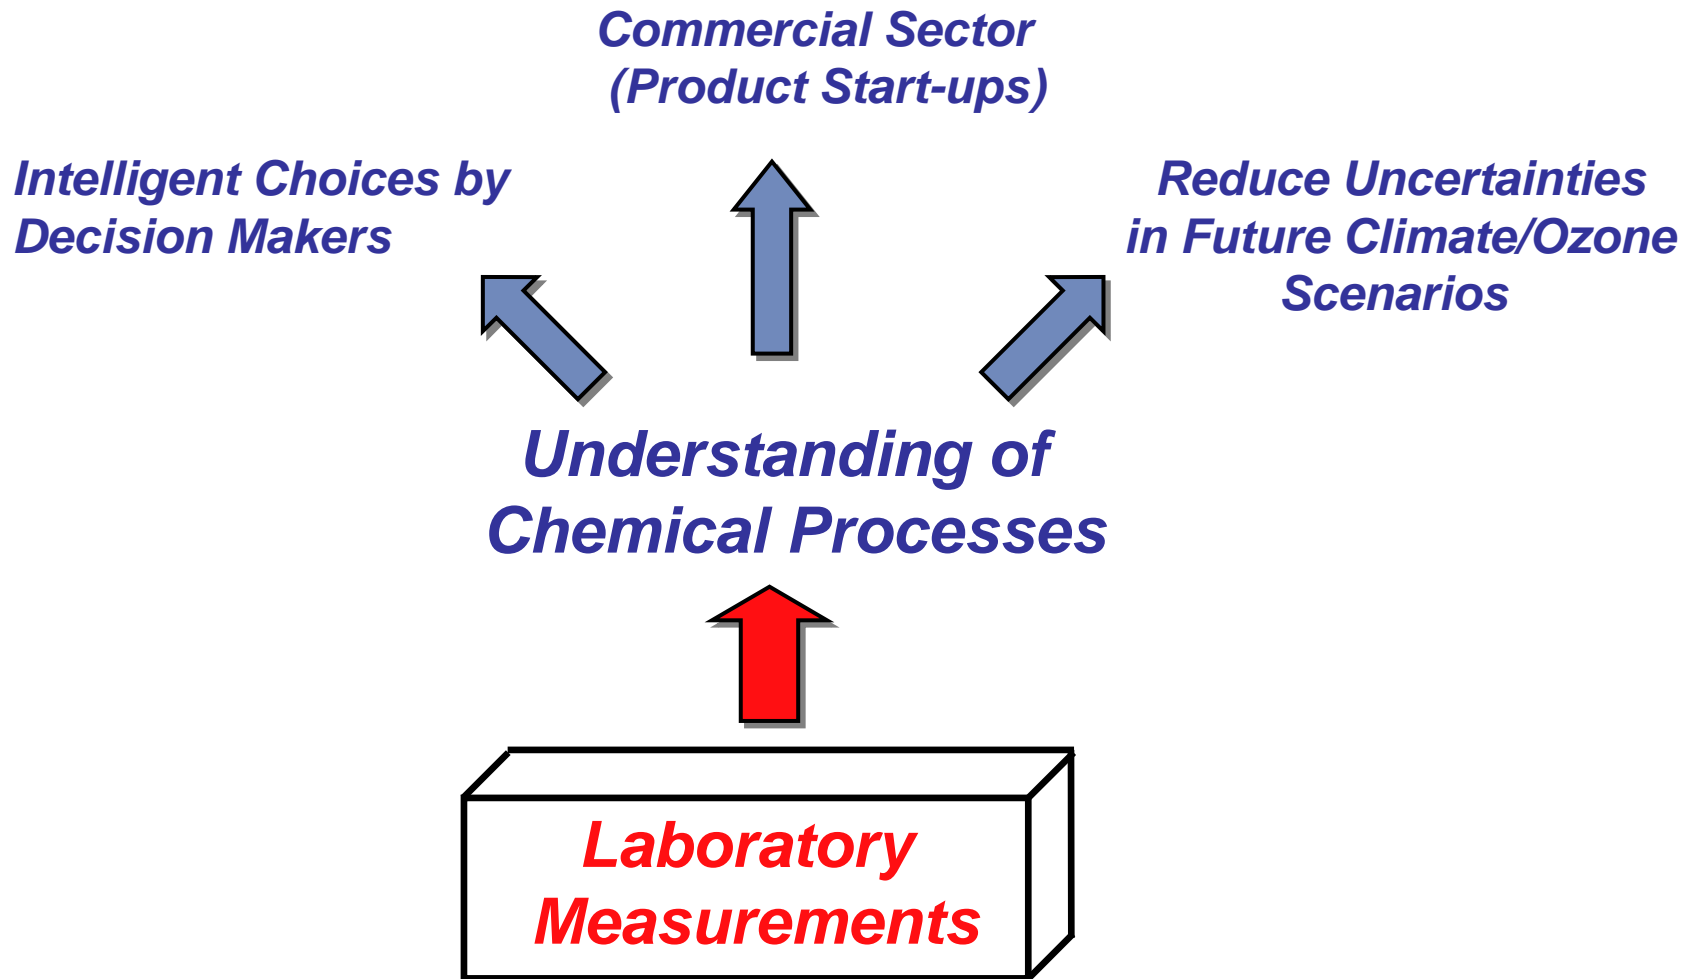 Commercial Sector
(Product Start-ups)
Intelligent Choices by
Decision Makers
Reduce Uncertainties
in Future Climate/Ozone
Scenarios
Understanding of
Chemical Processes
Laboratory
Measurements